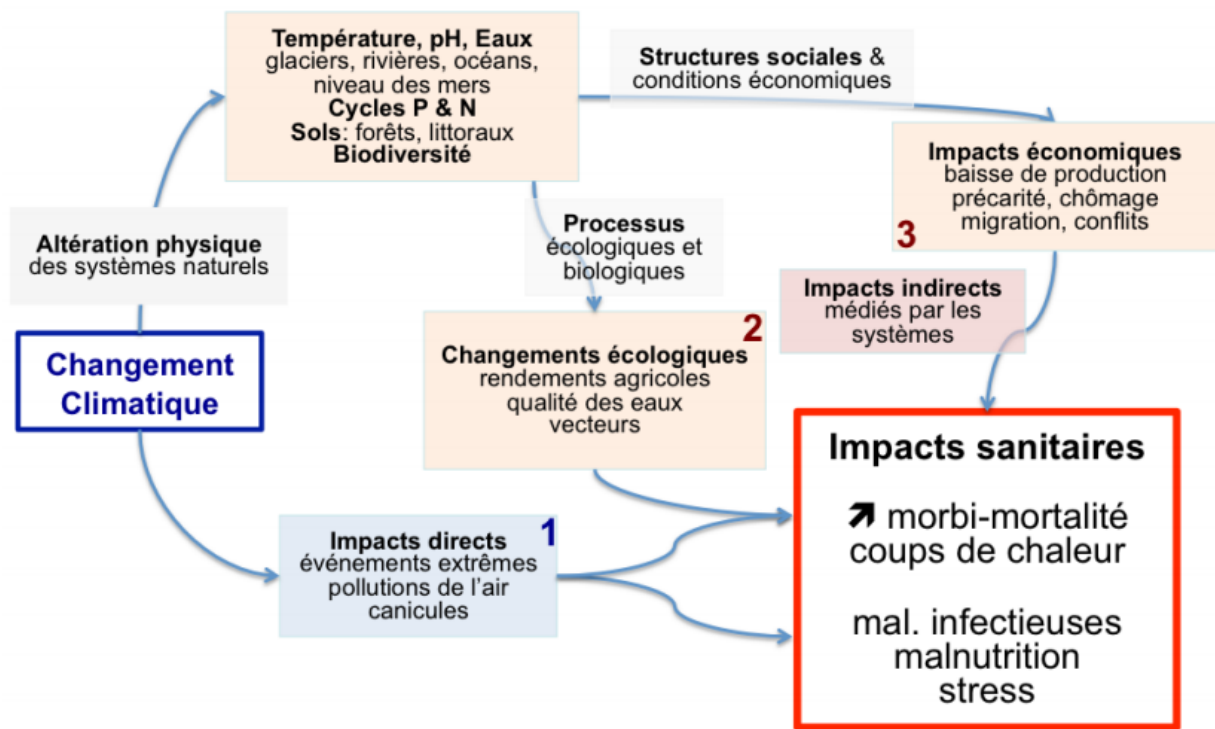 Température, pH, Eaux
glaciers, rivières, océans,
niveau des mers
Cycles P & N
Sols: forêts, littoraux
Biodiversité
Structures sociales &
conditions économiques
Impacts économiques
baisse de production
précarité, chômage
migration, conflits
3
Altération physique
des systèmes naturels
Processus
écologiques et
biologiques
Impacts indirects
médiés par les
systèmes
Changement
Climatique
2
Changements écologiques
rendements agricoles
qualité des eaux
vecteurs
1
Impacts directs
événements extrêmes
pollutions de l'air
canicules
Impacts sanitaires
↗ morbi-mortalité
coups de chaleur
mal. infectieuses
malnutrition
stress